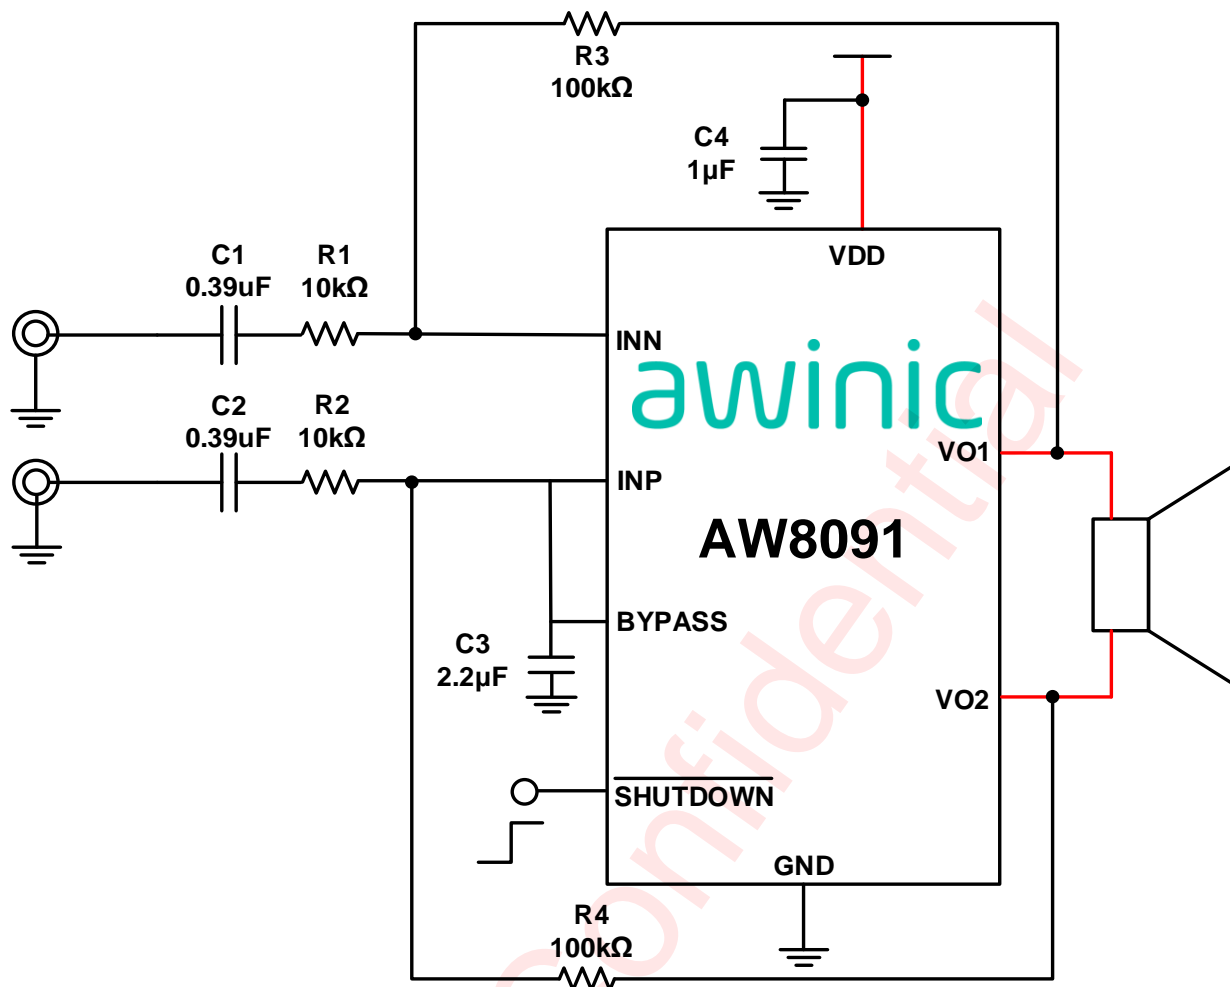 R3
100kΩ
C4
1µF
VDD
C1
0.39uF
R1
10kΩ
INN
awinic
C2
0.39uF
R2
10kΩ
VO1
INP
AW8091
BYPASS
C3
2.2µF
VO2
SHUTDOWN
GND
R4
100kΩ
Confidential